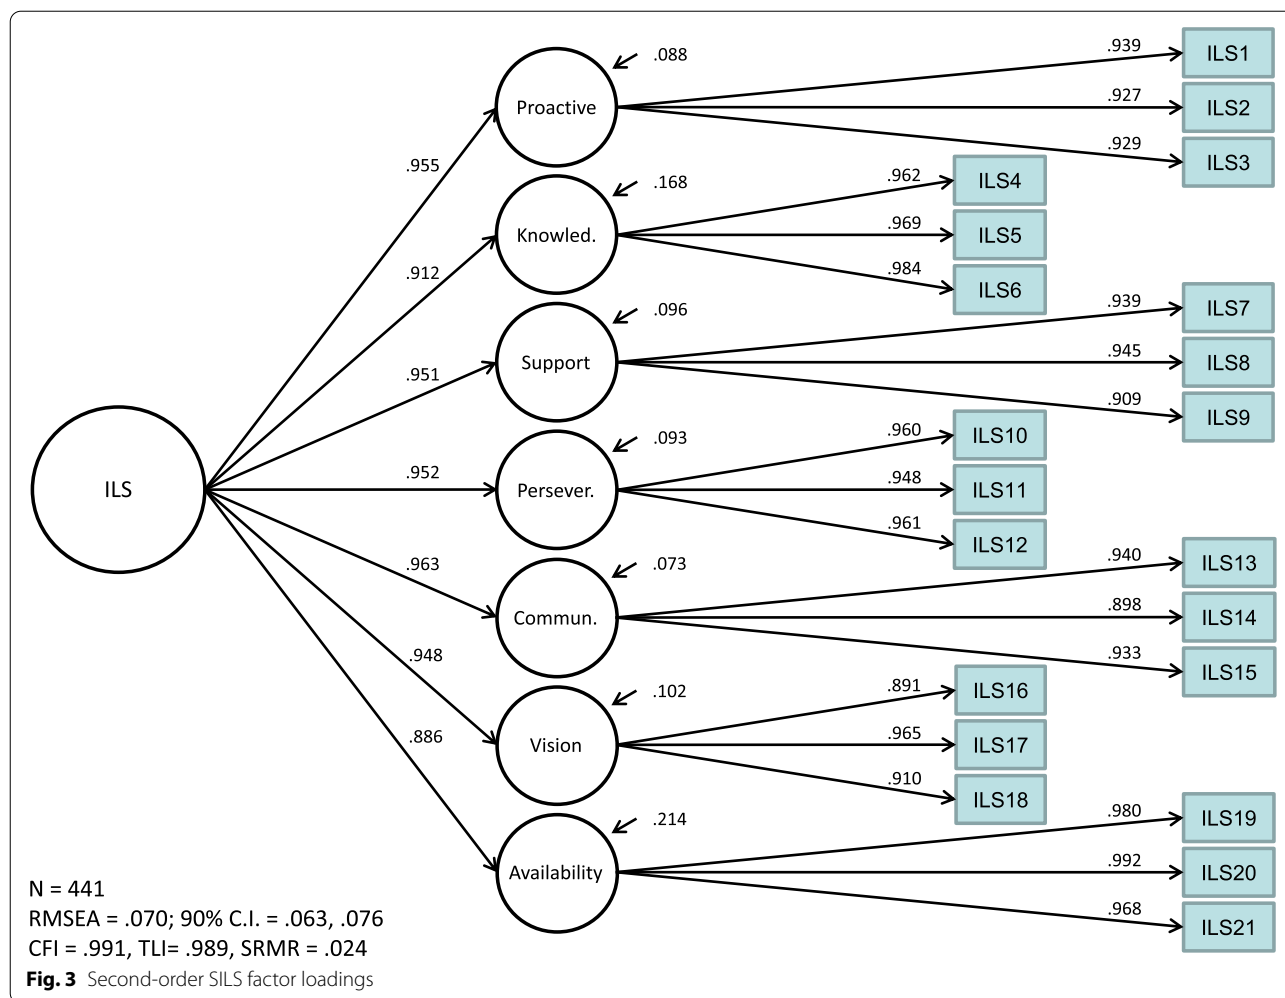 .088
.939
ILS1
Proactive
.927
ILS2
.929
ILS3
.955
.168
.962
ILS4
Knowled.
.969
ILS5
.984
ILS6
.912
.096
.939
ILS7
Support
.945
ILS8
.909
ILS9
.951
.093
.960
ILS10
ILS
.952
Persever.
.948
ILS11
.961
ILS12
.963
.073
.940
ILS13
Commun.
.898
ILS14
.933
ILS15
.948
.102
.891
ILS16
Vision
.965
ILS17
.910
ILS18
.886
.214
.980
ILS19
Availability
.992
ILS20
.968
ILS21
N = 441
RMSEA = .070; 90% C.I. = .063, .076
CFI = .991, TLI= .989, SRMR = .024
Fig. 3 Second-order SILS factor loadings